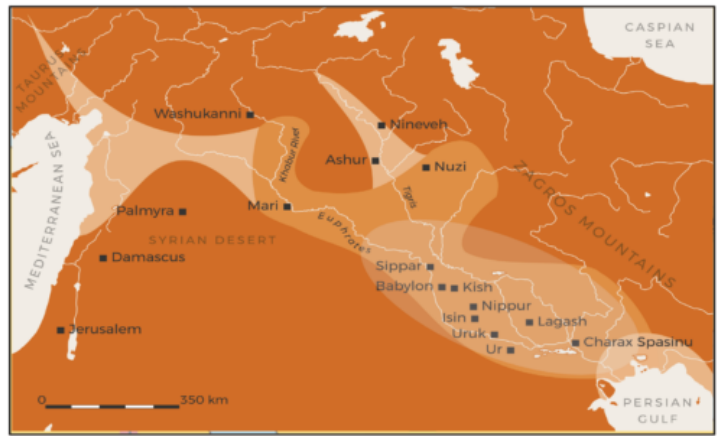 CASPIAN
SEA
TAURUS
MOUNTAINS
Washukanni
Nineveh
Khabur River
Ashur
Nuzi
ZAGROS MOUNTAINS
MEDITERRANEAN SEA
Tigris
Palmyra
Mari
Euphrates
SYRIAN DESERT
Damascus
Sippar
Babylon
Kish
Nippur
Isin
Lagash
Jerusalem
Uruk
Ur
Charax Spasinu
0
350 km
PERSIAN
GULF